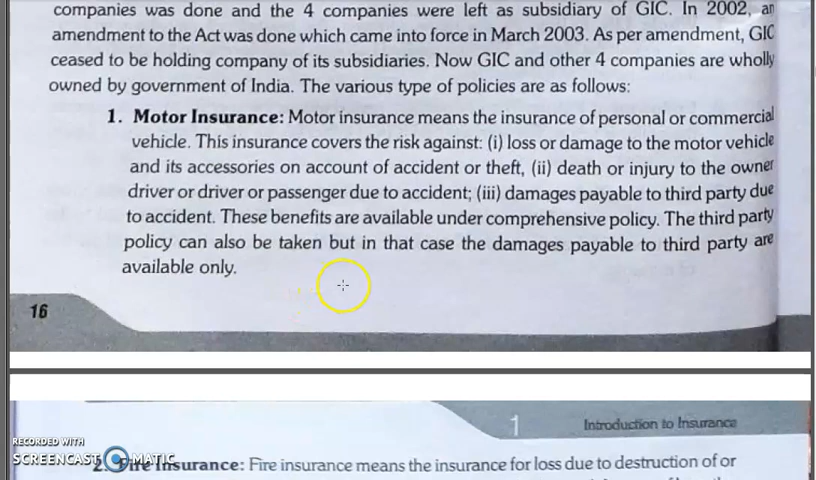 companies was done and the 4 companies were left as subsidiary of GIC. In 2002, an
amendment to the Act was done which came into force in March 2003. As per amendment, GIC
ceased to be holding company of its subsidiaries. Now GIC and other 4 companies are wholly
owned by government of India. The various type of policies are as follows:
1. Motor Insurance: Motor insurance means the insurance of personal or commercial
vehicle. This insurance covers the risk against: (i) loss or damage to the motor vehicle
and its accessories on account of accident or theft, (ii) death or injury to the owner
driver or driver or passenger due to accident; (iii) damages payable to third party due
to accident. These benefits are available under comprehensive policy. The third party
policy can also be taken but in that case the damages payable to third party are
available only.
16
1 Introduction to Insurance
RECORDED WITH
SCREENCAST MATIC
2. Fire Insurance: Fire insurance means the insurance for loss due to destruction of or